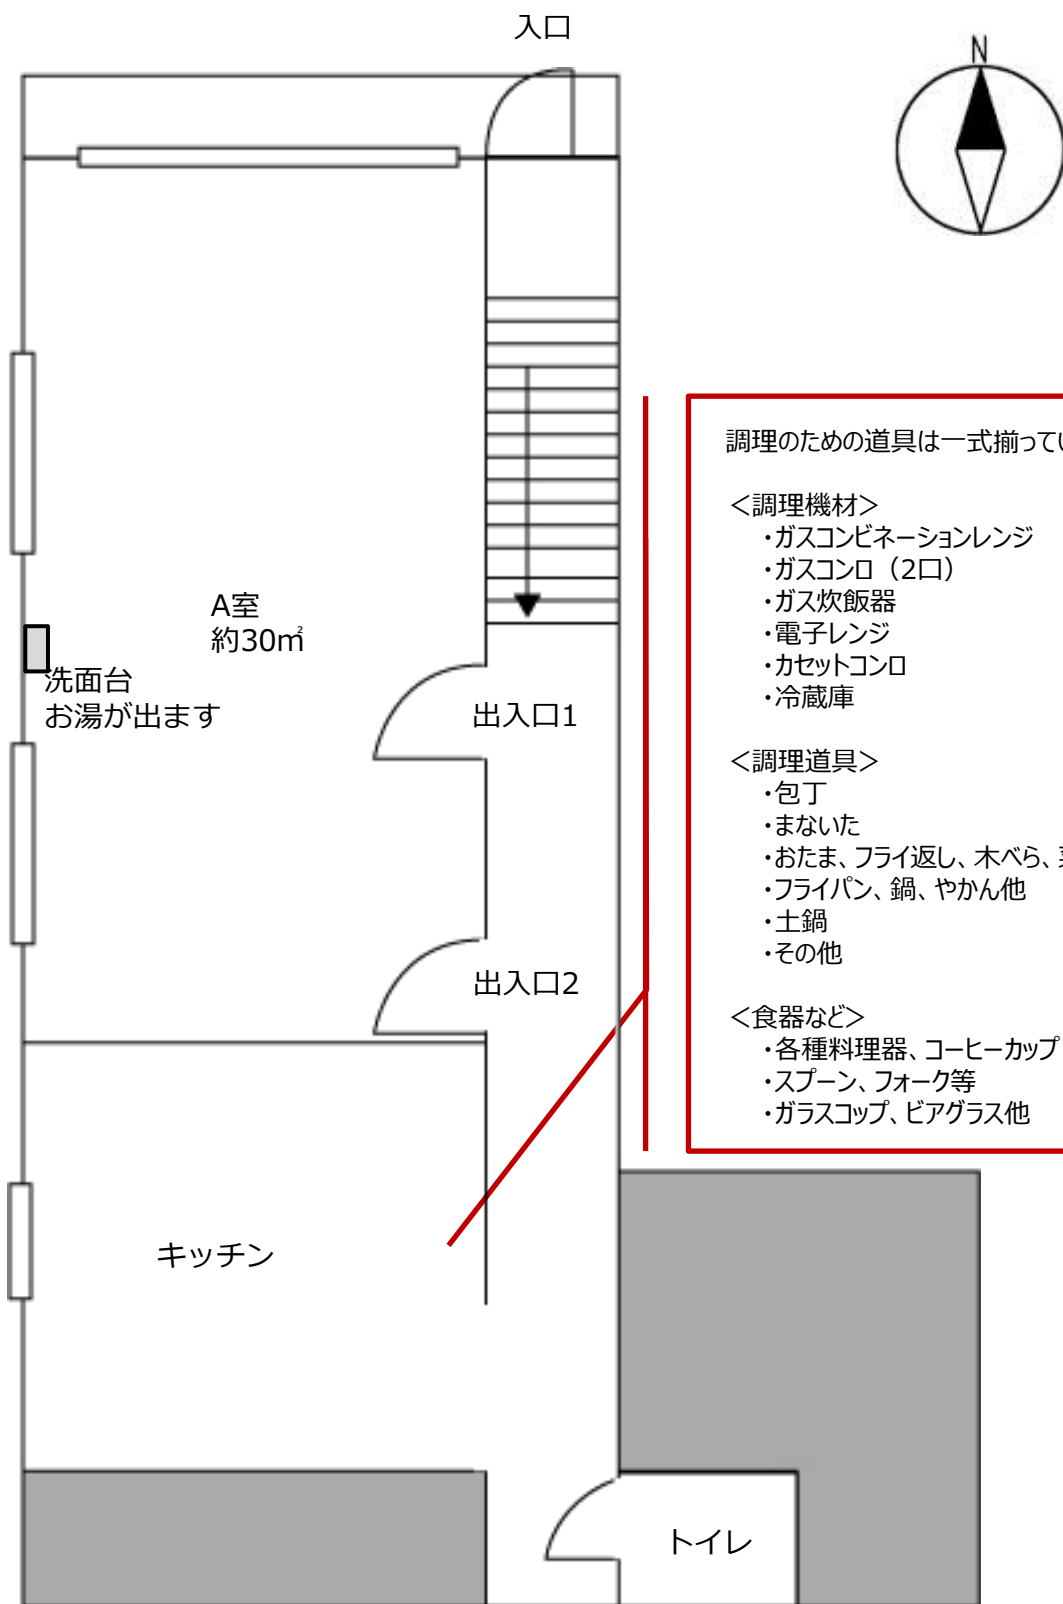 入口
N
A室
約30㎡
洗面台
お湯が出ます
出入口1
出入口2
キッチン
トイレ
調理のための道具は一式揃って
＜調理機材＞
・ガスコンビネーションレンジ
・ガスコンロ（2口）
・ガス炊飯器
・電子レンジ
・カセットコンロ
・冷蔵庫
＜調理道具＞
・包丁
・まないた
・おたま、フライ返し、木べら、
・フライパン、鍋、やかん他
・土鍋
・その他
＜食器など＞
・各種料理器、コーヒーカップ
・スプーン、フォーク等
・ガラスコップ、ビアグラス他